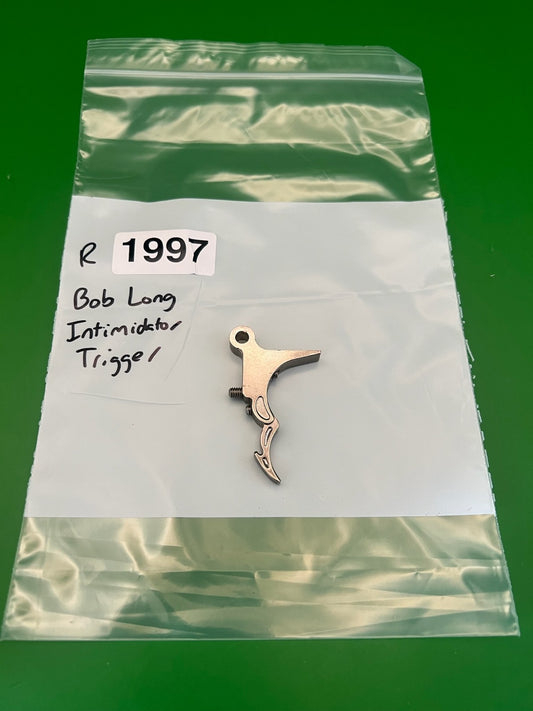 R 1997
Bob Long
Intimidator
Trigger